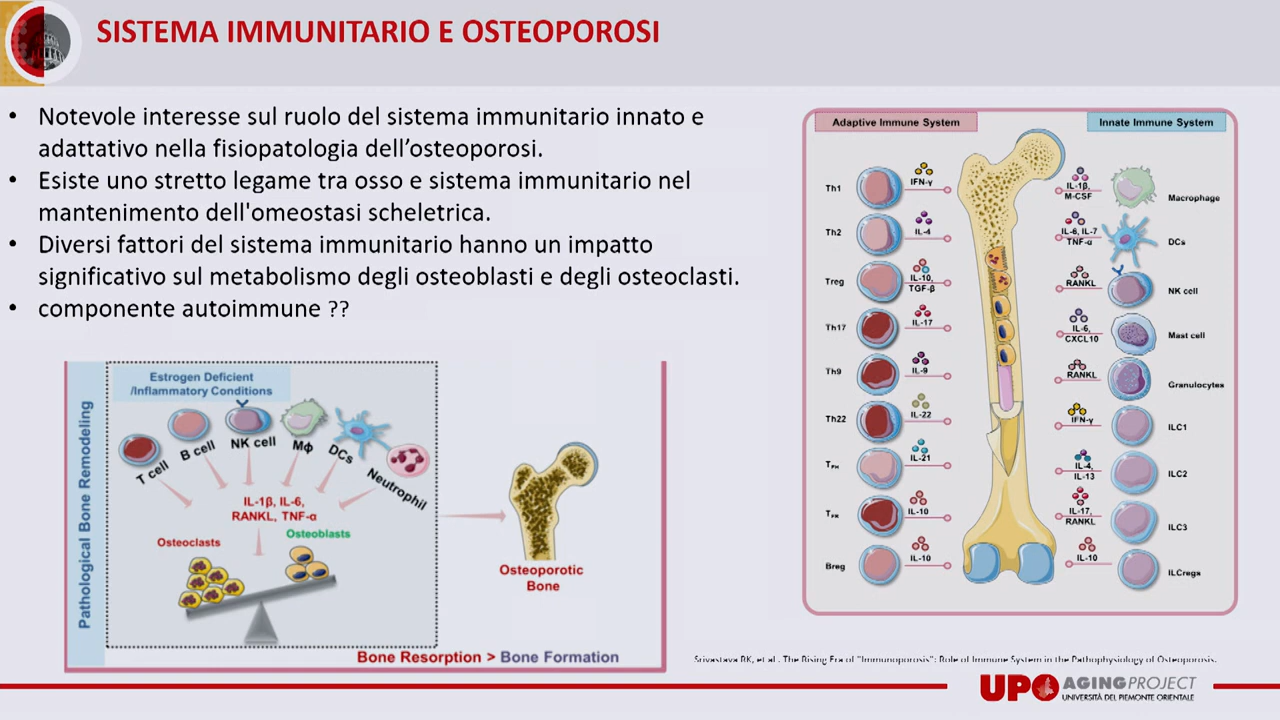 SISTEMA IMMUNITARIO E OSTEOPOROSI
• Notevole interesse sul ruolo del sistema immunitario innato e
adattativo nella fisiopatologia dell’osteoporosi.
• Esiste uno stretto legame tra osso e sistema immunitario nel
mantenimento dell'omeostasi scheletrica.
• Diversi fattori del sistema immunitario hanno un impatto
significativo sul metabolismo degli osteoblasti e degli osteoclasti.
• componente autoimmune ??
Pathological Bone Remodeling
Estrogen Deficient
/Inflammatory Conditions
T cell
B cell
NK cell
Mϕ
DCs
Neutrophil
IL-1β, IL-6,
RANKL, TNF-α
Osteoclasts
Osteoblasts
Osteoporotic
Bone
Bone Resorption > Bone Formation
Adaptive Immune System
Innate Immune System
Th1
IFN-γ
Th2
IL-4
Treg
IL-10,
TGF-β
Th17
IL-17
Th9
IL-9
Th22
IL-22
TFH
IL-21
IL-10
Breg
IL-10
IL-1β,
M-CSF
Macrophage
IL-6, IL-7
TNF-α
DCs
RANKL
NK cell
IL-6,
CXCL10
Mast cell
RANKL
Granulocytes
IFN-γ
ILC1
IL-4,
IL-13
ILC2
IL-17,
RANKL
ILC3
IL-10
ILCregs
Srivastava RK, et al . The Rising Era of "Immunoporosis": Role of Immune System in the Pathophysiology of Osteoporosis.
UPO AGING PROJECT
UNIVERSITÀ DEL PIEMONTE ORIENTALE